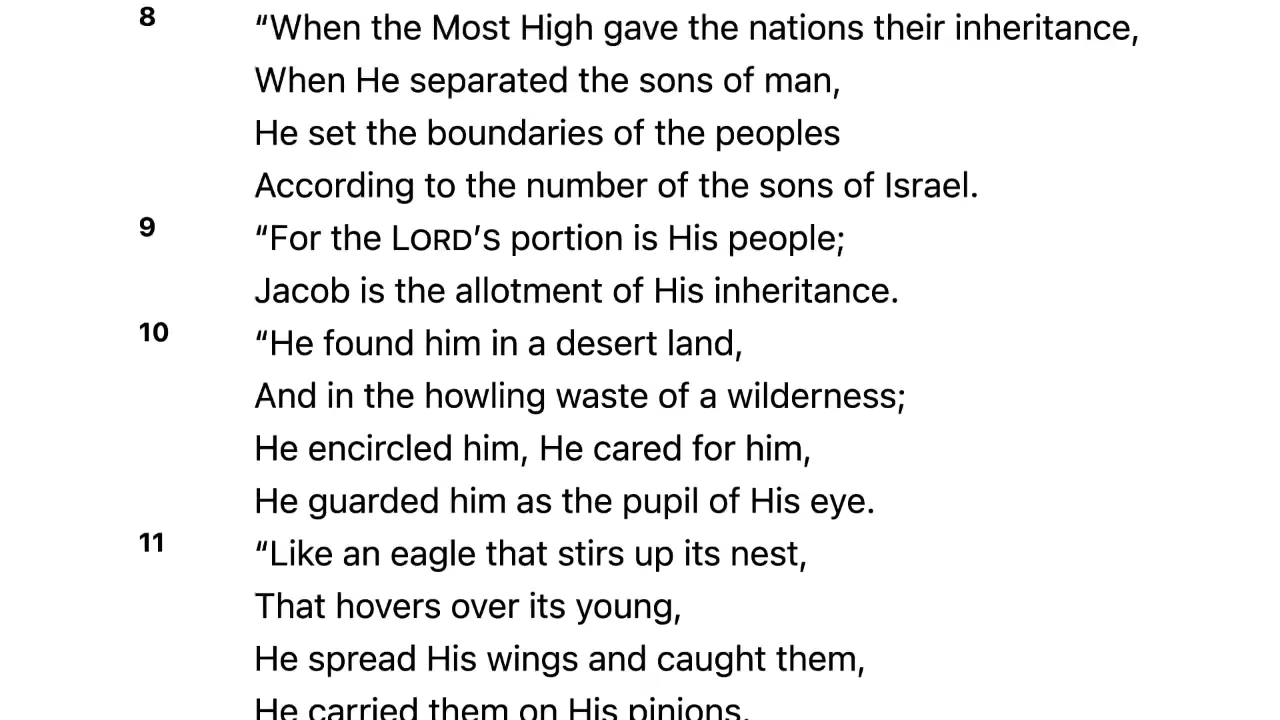 8 “When the Most High gave the nations their inheritance,
When He separated the sons of man,
He set the boundaries of the peoples
According to the number of the sons of Israel.
9 “For the LORD’S portion is His people;
Jacob is the allotment of His inheritance.
10 “He found him in a desert land,
And in the howling waste of a wilderness;
He encircled him, He cared for him,
He guarded him as the pupil of His eye.
11 “Like an eagle that stirs up its nest,
That hovers over its young,
He spread His wings and caught them,
He carried them on His pinions.